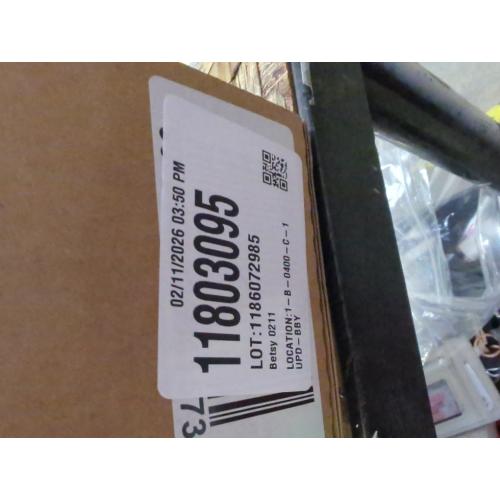 02/11/2026 03:50 PM
11803095
LOT:1186072985
Betsy 0211
LOCATION:1-B-0400-C-1
UPD-BBY
73